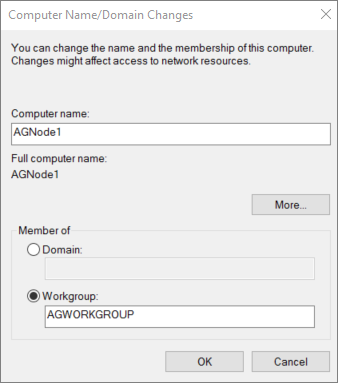 Computer Name/Domain Changes
You can change the name and the membership of this computer.
Changes might affect access to network resources.
Computer name:
AGNode1
Full computer name:
AGNode1
More...
Member of
Domain:
Workgroup:
AGWORKGROUP
OK
Cancel